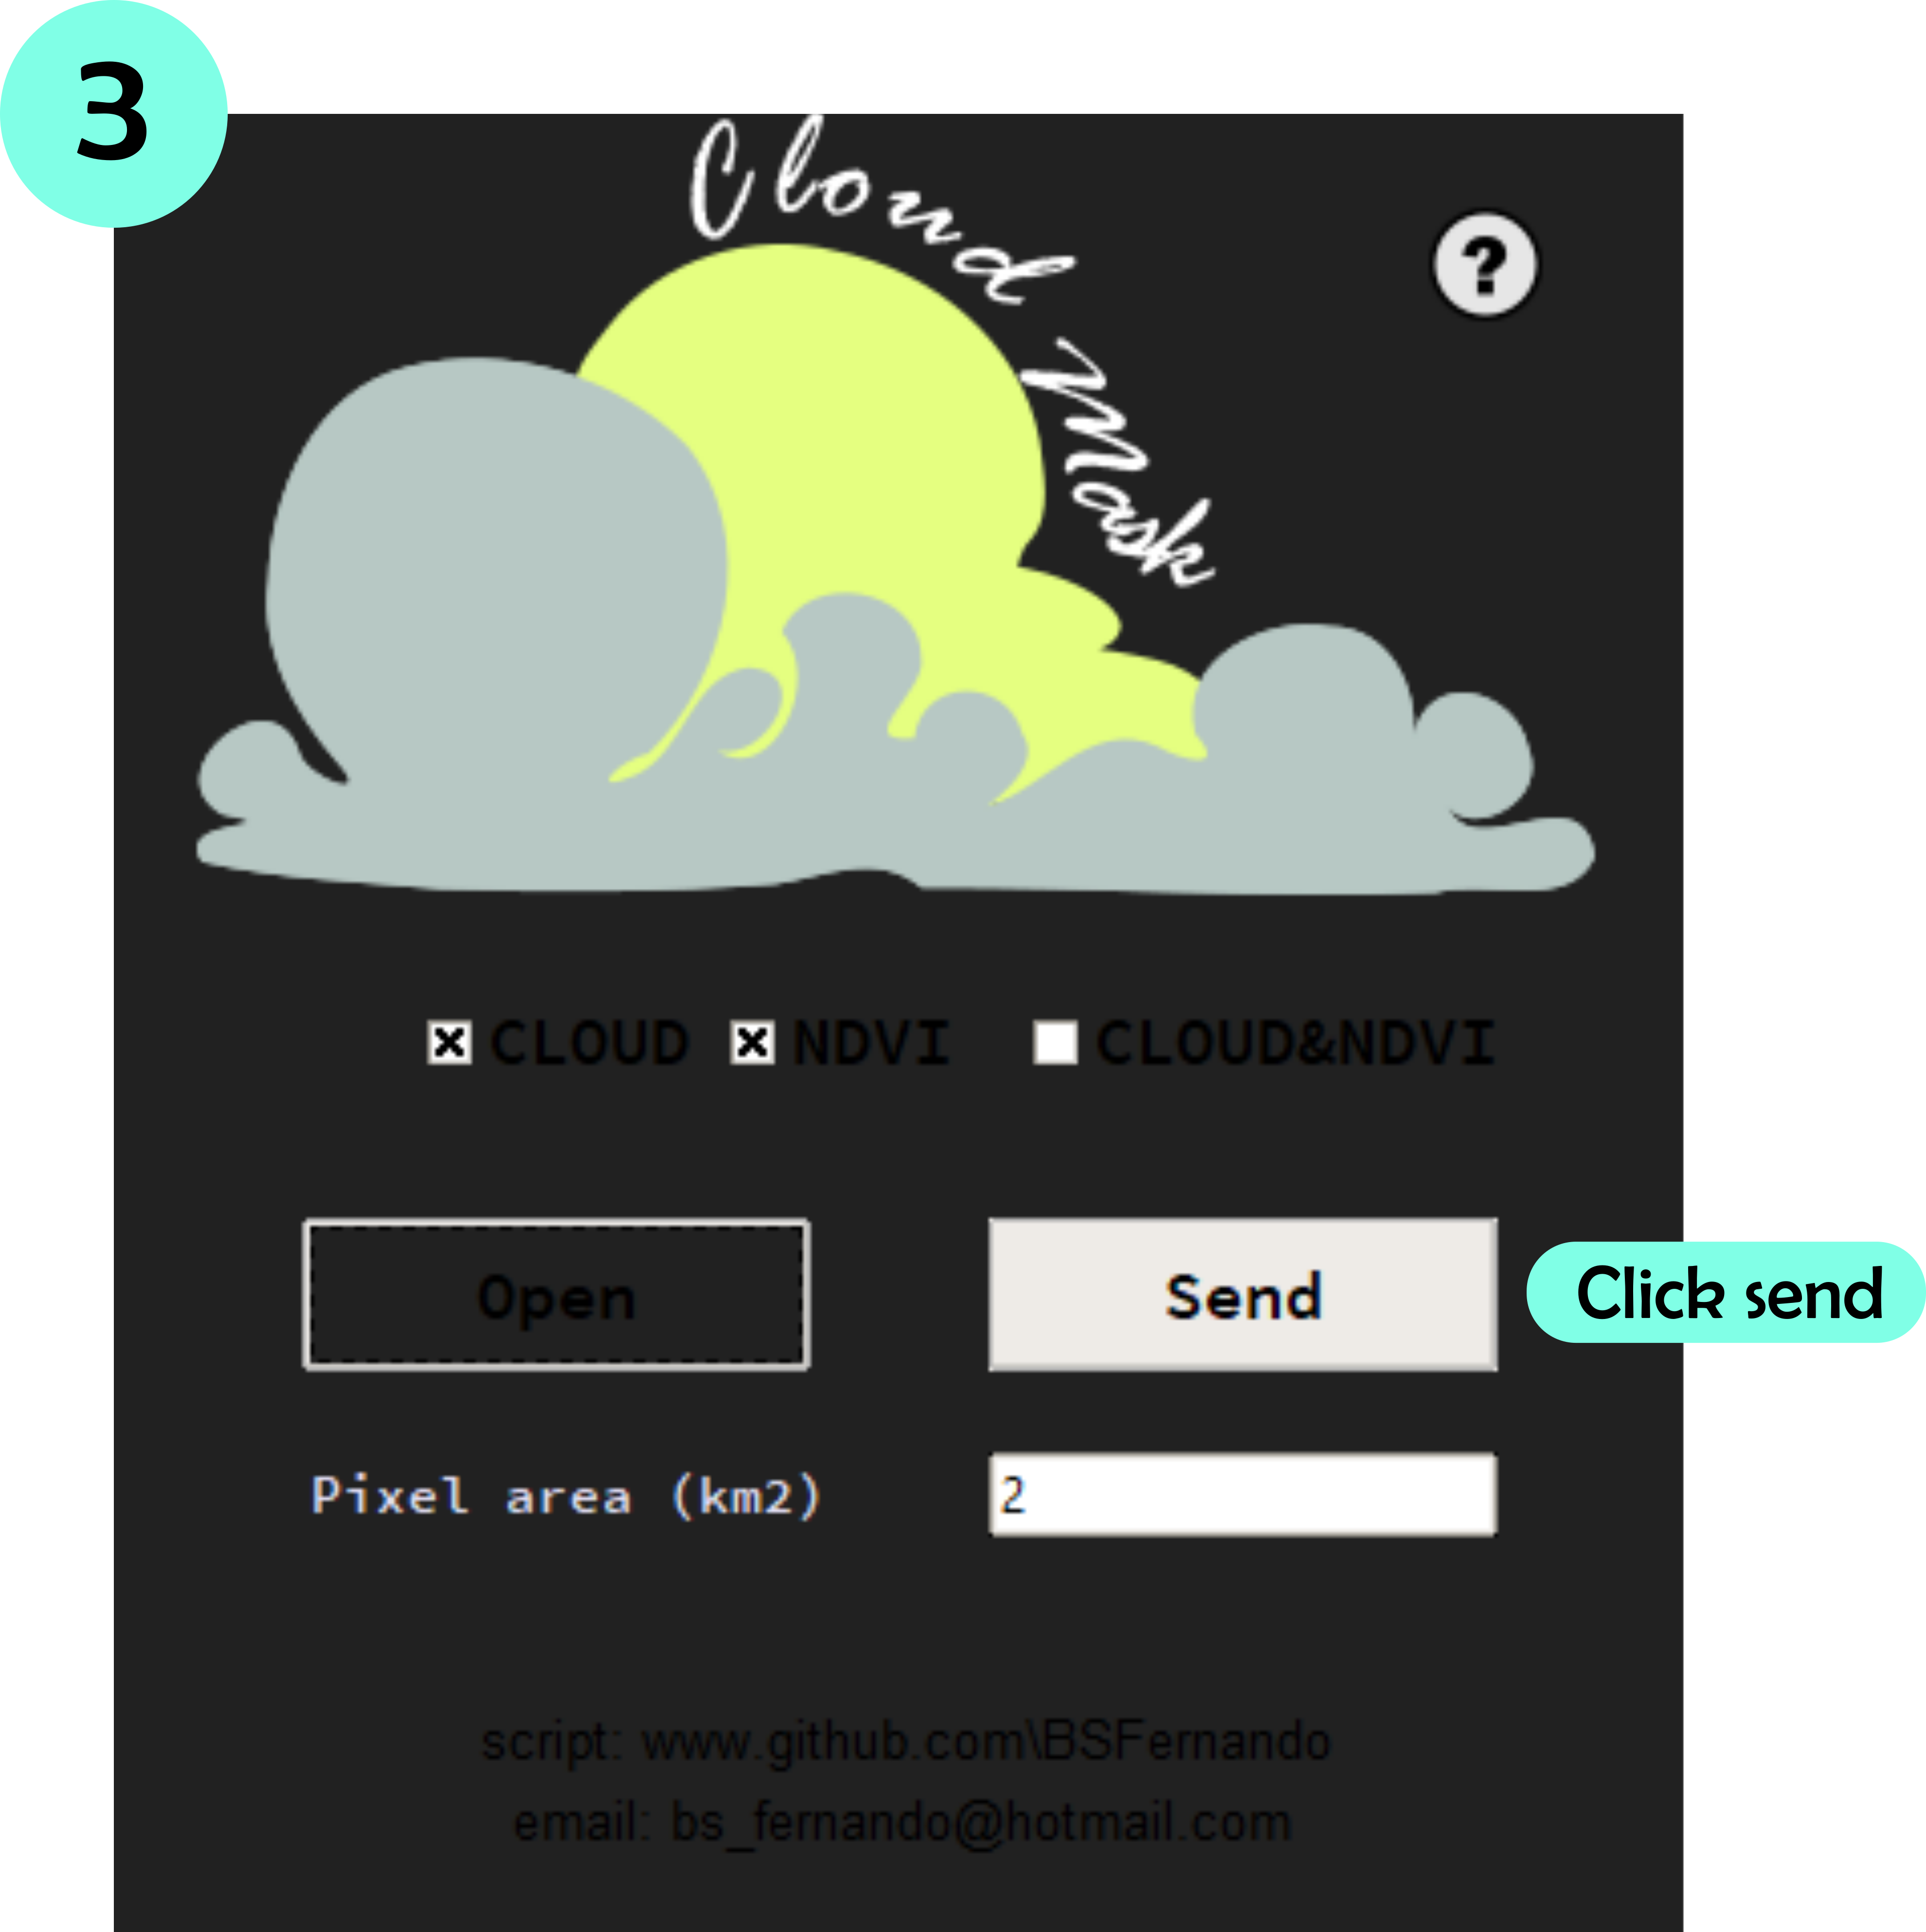 3
Cloud Mask
?
CLOUD NDVI CLOUD&NDVI
Open Send
Click send
Pixel area (km2) 2
script: www.github.com\BSFernando
email: bs_fernando@hotmail.com